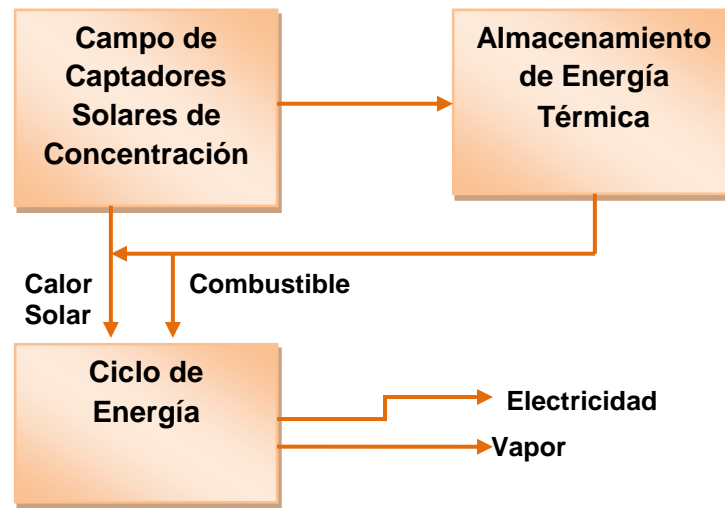 Campo de
Captadores
Solares de
Concentración
Almacenamiento
de Energía
Térmica
Calor
Solar
Combustible
Ciclo de
Energía
Electricidad
Vapor